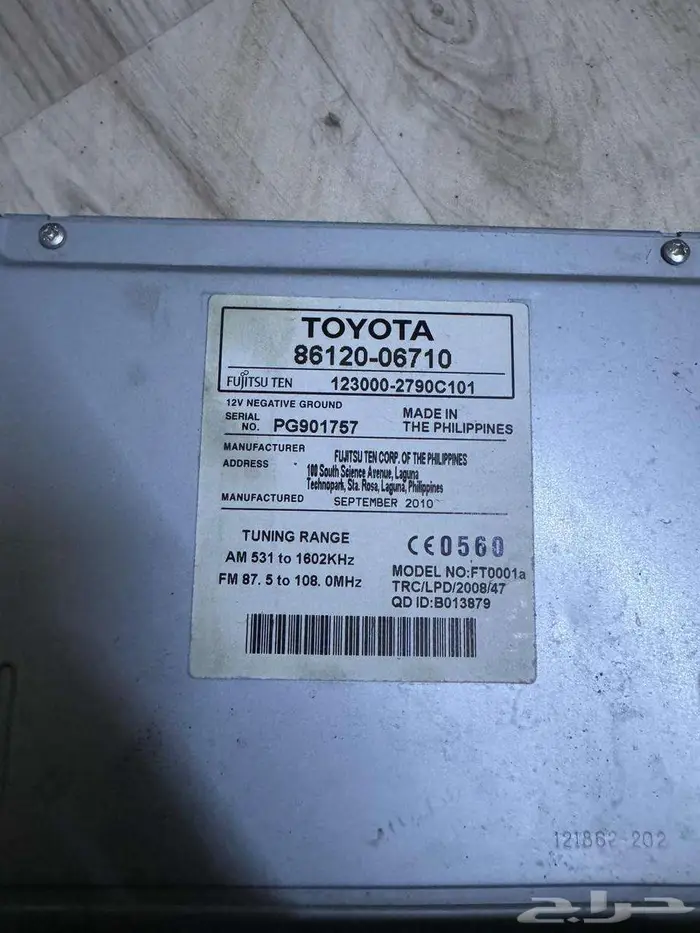 TOYOTA
86120-06710
FUJITSU TEN 123000-2790C101
12V NEGATIVE GROUND
SERIAL NO. PG901757
MADE IN THE PHILIPPINES
MANUFACTURER FUJITSU TEN CORP. OF THE PHILIPPINES
ADDRESS 100 South Science Avenue, Laguna
Technopark, Sta. Rosa, Laguna, Philippines
MANUFACTURED SEPTEMBER 2010
TUNING RANGE
AM 531 to 1602KHz
FM 87.5 to 108.0MHz
CE0560
MODEL NO:FT0001a
TRC/LPD/2008/47
QD ID:B013879
121862-202
حراج